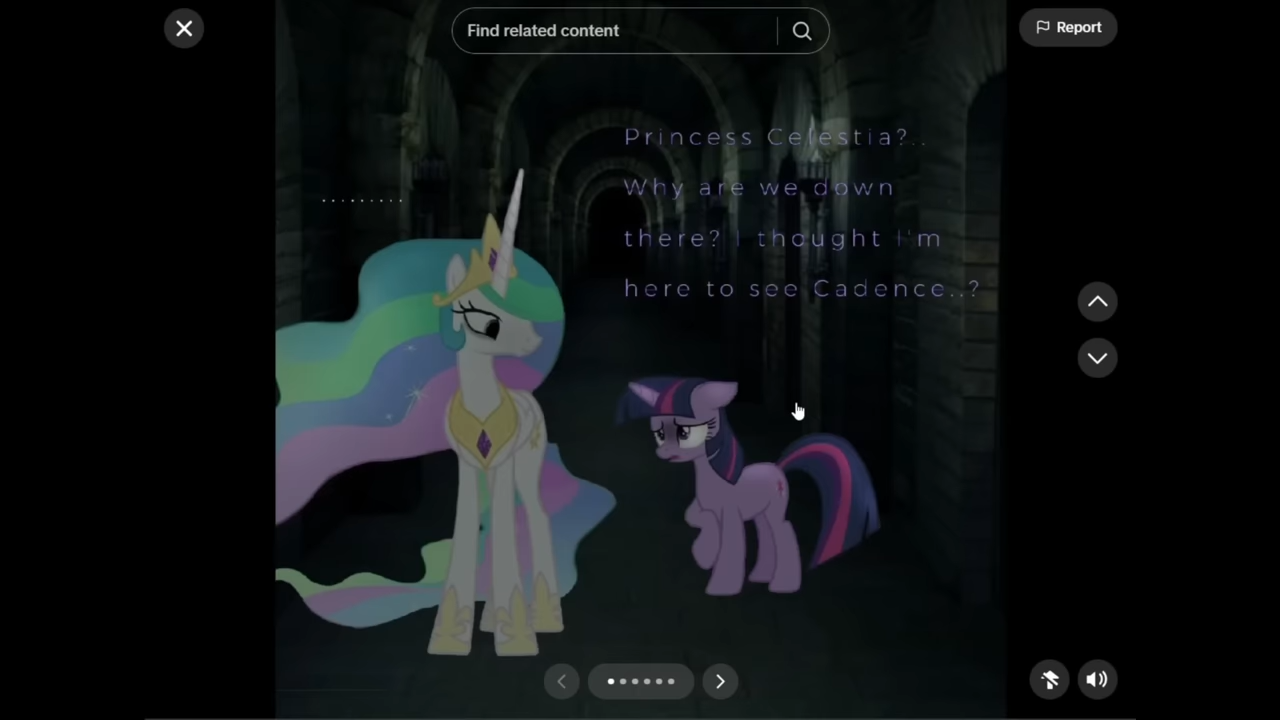 Find related content
Report
Princess Celestia?..
Why are we down
there? I thought I'm
here to see Cadence..?
.........